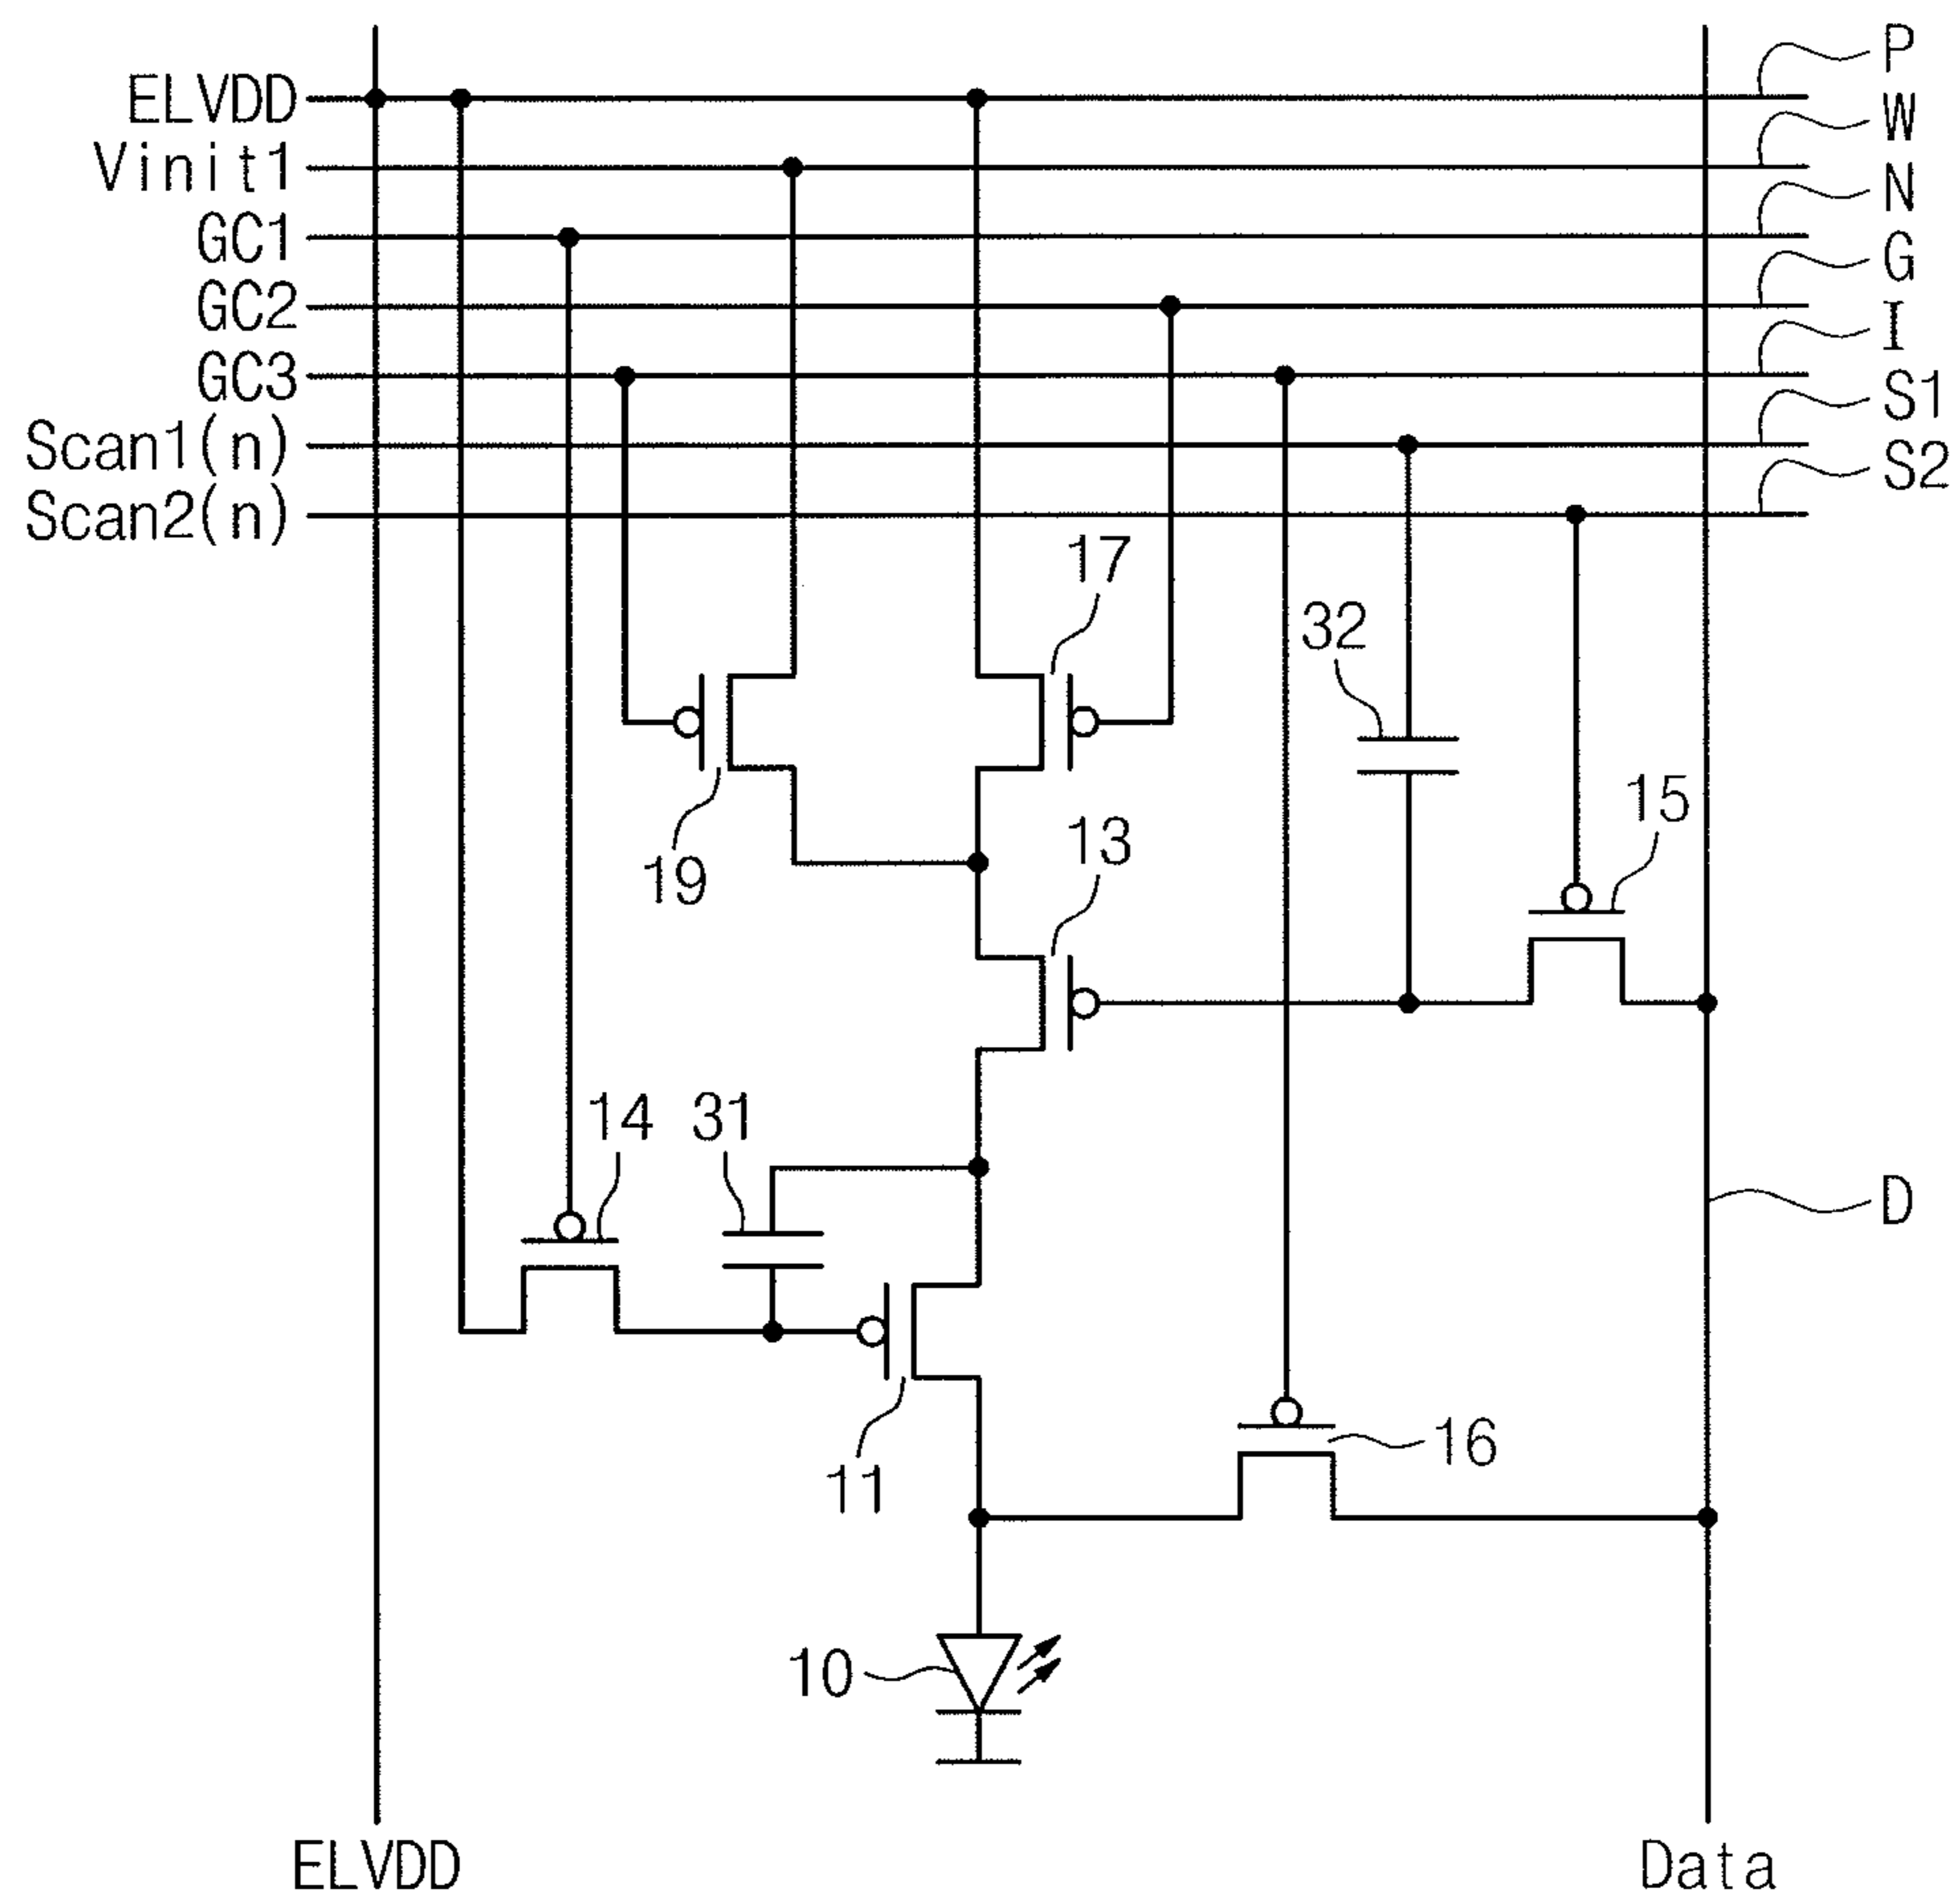 P
ELVDD
W
Vinit1
N
GC1
G
GC2
I
GC3
S1
Scan1(n)
S2
Scan2(n)
17
32
15
13
19
14
31
D
16
11
10
ELVDD
Data